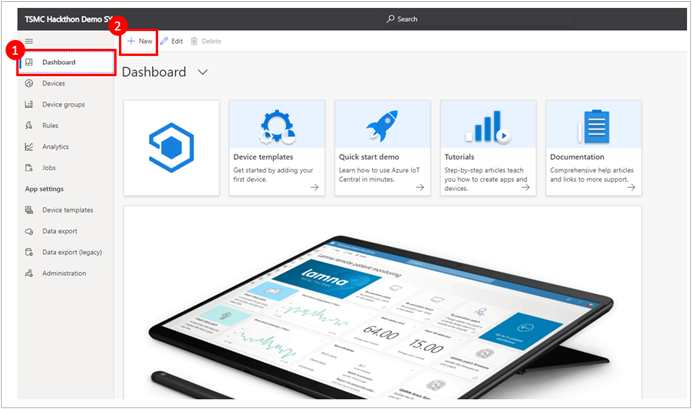 TSMC Hackthon Demo SY
Search
2
New
Edit
Delete
1
Dashboard
Devices
Device groups
Rules
Analytics
Jobs
App settings
Device templates
Data export
Data export (legacy)
Administration
Dashboard
Device templates
Get started by adding your
first device.
Quick start demo
Learn how to use Azure IoT
Central in minutes.
Tutorials
Step-by-step articles teach
you how to create apps and
devices.
Documentation
Comprehensive help articles
and links to more support.
Lamna remote patient monitoring
lamna
64.00
15.00